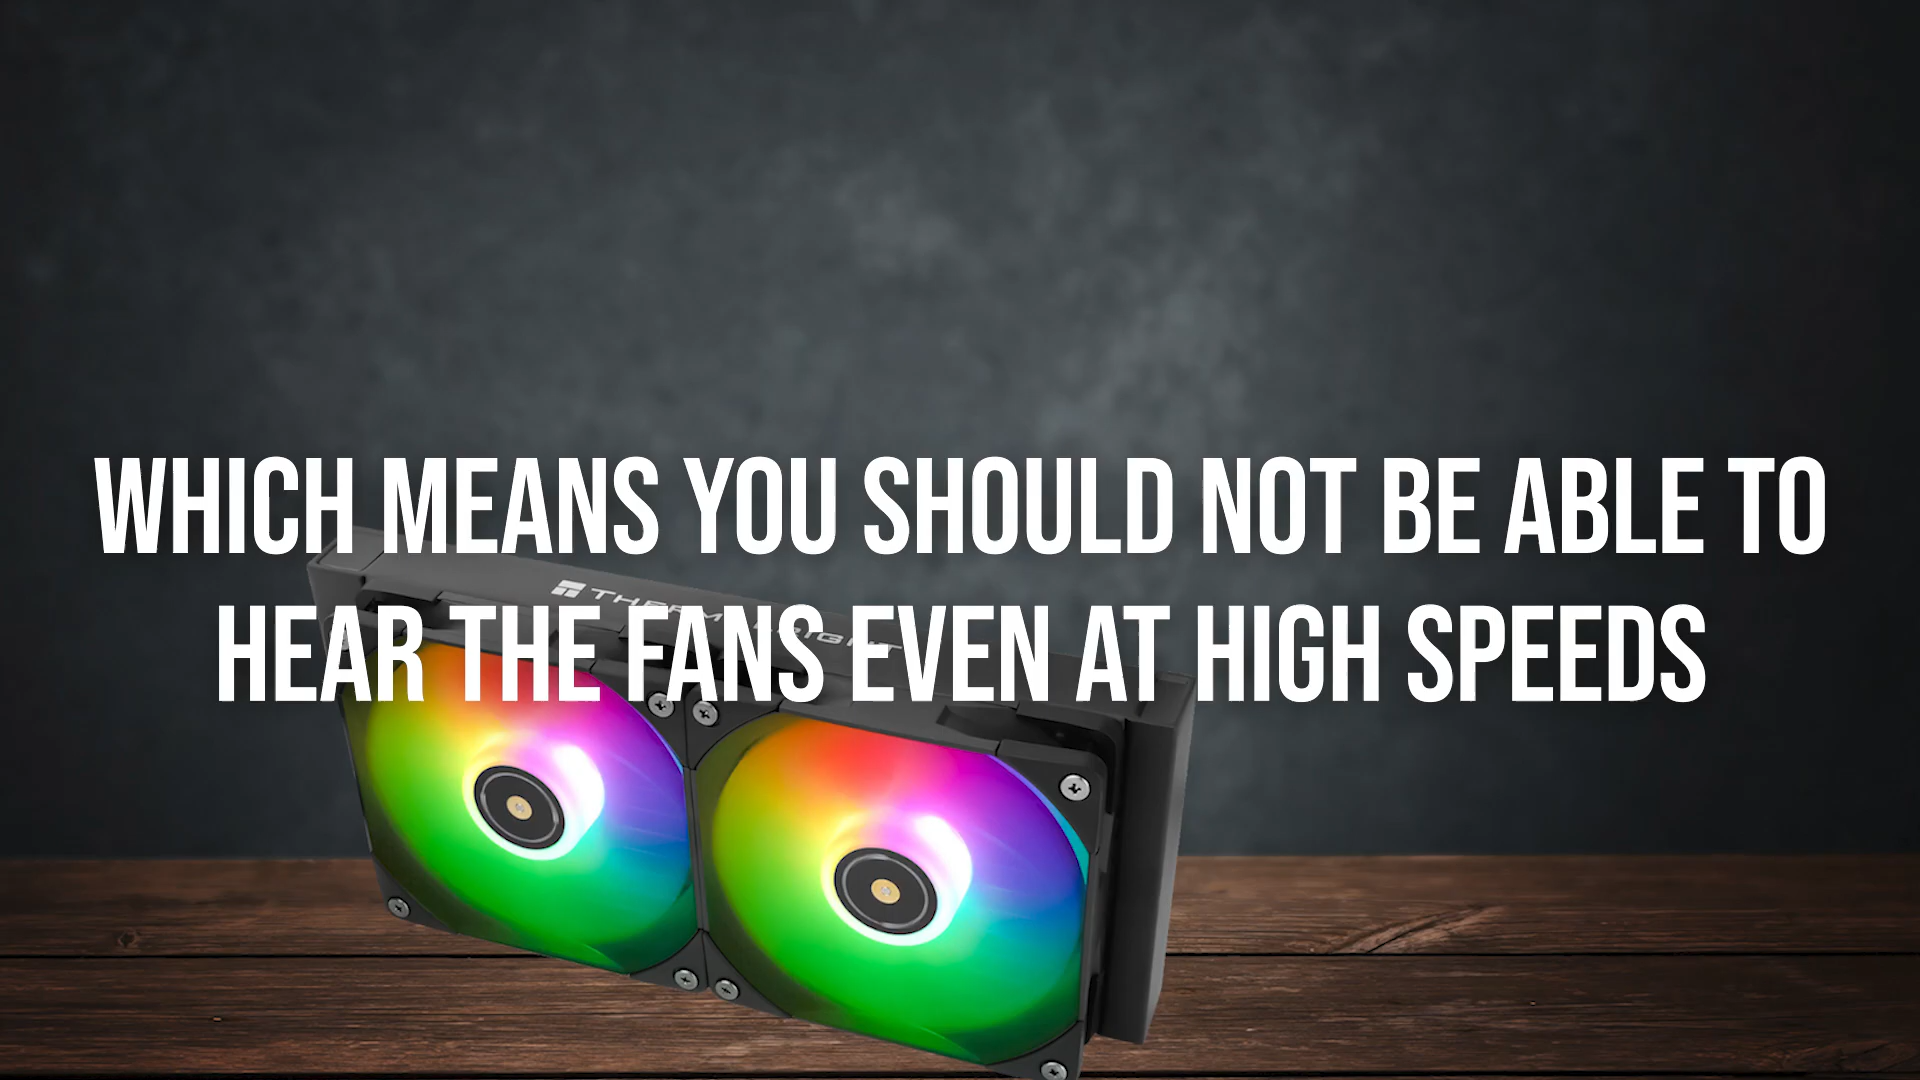 WHICH MEANS YOU SHOULD NOT BE ABLE TO
HEAR THE FANS EVEN AT HIGH SPEEDS